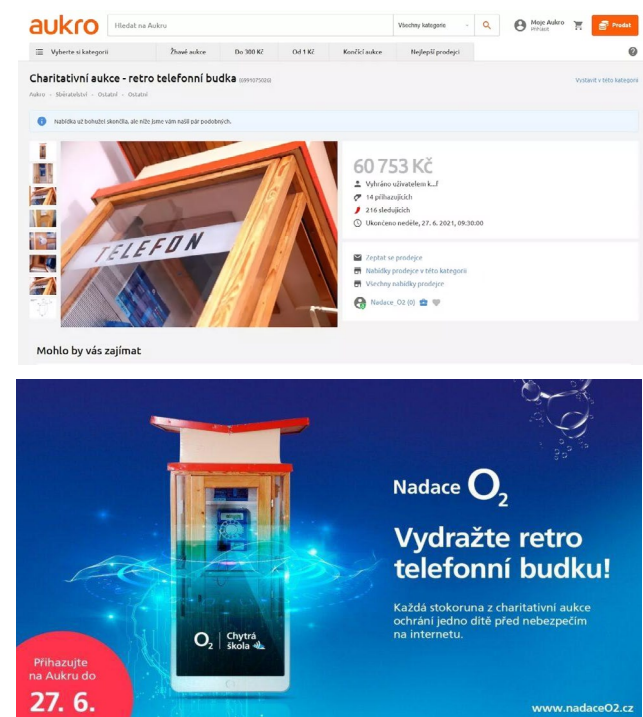 aukro
Hledat na Aukru
Všechny kategorie
Moje Aukro
Přihlásit
Prodat
Vyberte si kategorii
Žhavé aukce
Do 300 Kč
Od 1 Kč
Končící aukce
Nejlepší prodejci
Charitativní aukce - retro telefonní budka (6991075026)
Vystavit v této kategorii
Aukro - Sběratelství - Ostatní - Ostatní
Nabídka už bohužel skončila, ale níže jsme vám našli pár podobných.
TELEFON
60 753 Kč
Vyhráno uživatelem k...f
14 přihazujících
216 sledujících
Ukončeno neděle, 27. 6. 2021, 09:30:00
Zeptat se prodejce
Nabídky prodejce v této kategorii
Všechny nabídky prodejce
Nadace_O2 (0)
Mohlo by vás zajímat
Nadace O2
Vydražte retro
telefonní budku!
Každá stokoruna z charitativní aukce
ochrání jedno dítě před nebezpečím
na internetu.
O2 Chytrá
škola
Přihazujte
na Aukru do
27. 6.
www.nadaceO2.cz